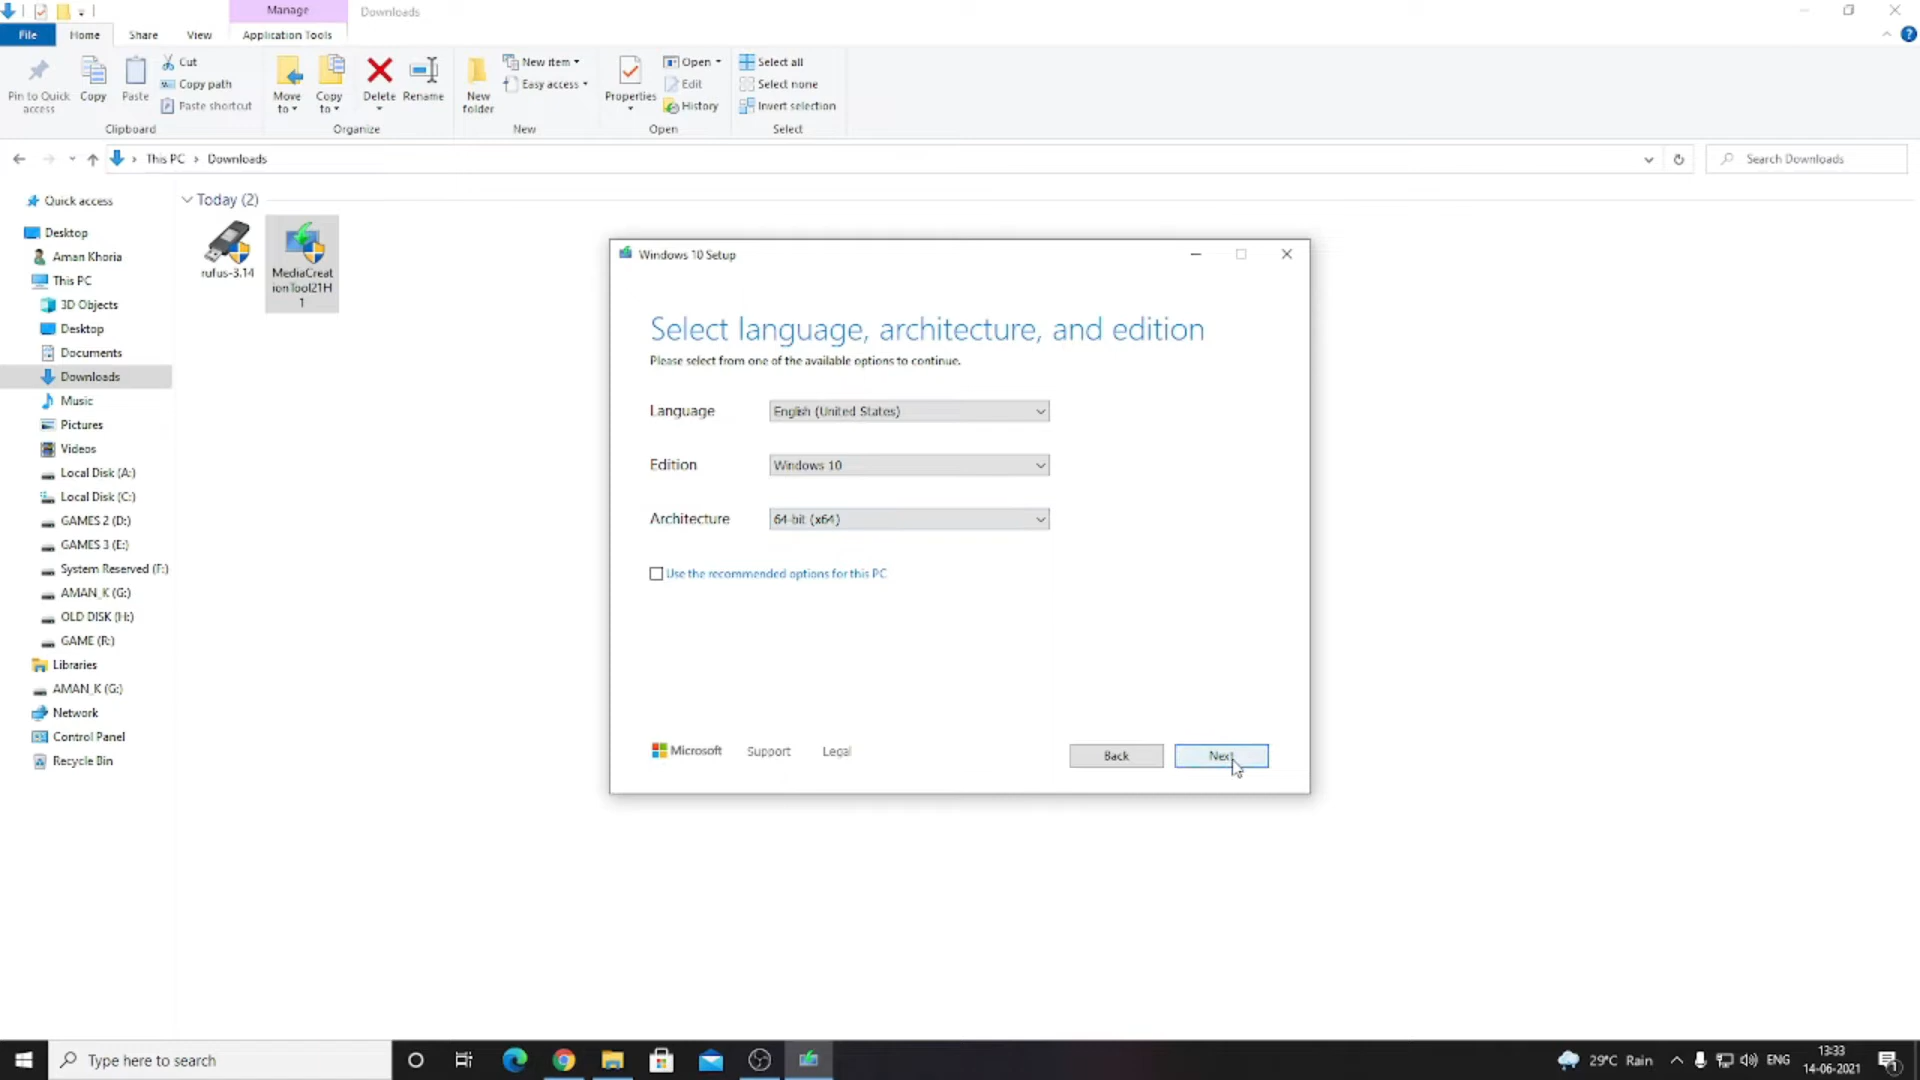 Manage
Downloads
File
Home
Share
View
Application Tools
Pin to Quick
access
Copy
Paste
Cut
Copy path
Paste shortcut
Clipboard
Move
to
Copy
to
Delete
Rename
Organize
New
folder
New item
Easy access
New
Properties
Open
Edit
History
Open
Select all
Select none
Invert selection
Select
This PC
Downloads
Search Downloads
Quick access
Desktop
Aman Khoria
This PC
3D Objects
Desktop
Documents
Downloads
Music
Pictures
Videos
Local Disk (A:)
Local Disk (C:)
GAMES 2 (D:)
GAMES 3 (E:)
System Reserved (F:)
AMAN_K (G:)
OLD DISK (H:)
GAME (R:)
Libraries
AMAN_K (G:)
Network
Control Panel
Recycle Bin
Today (2)
rufus-3.14
MediaCreat
ionTool21H
1
Windows 10 Setup
Select language, architecture, and edition
Please select from one of the available options to continue.
Language
English (United States)
Edition
Windows 10
Architecture
64-bit (x64)
Use the recommended options for this PC
Microsoft
Support
Legal
Back
Next
Type here to search
29°C Rain
ENG
13:33
14-06-2021
1